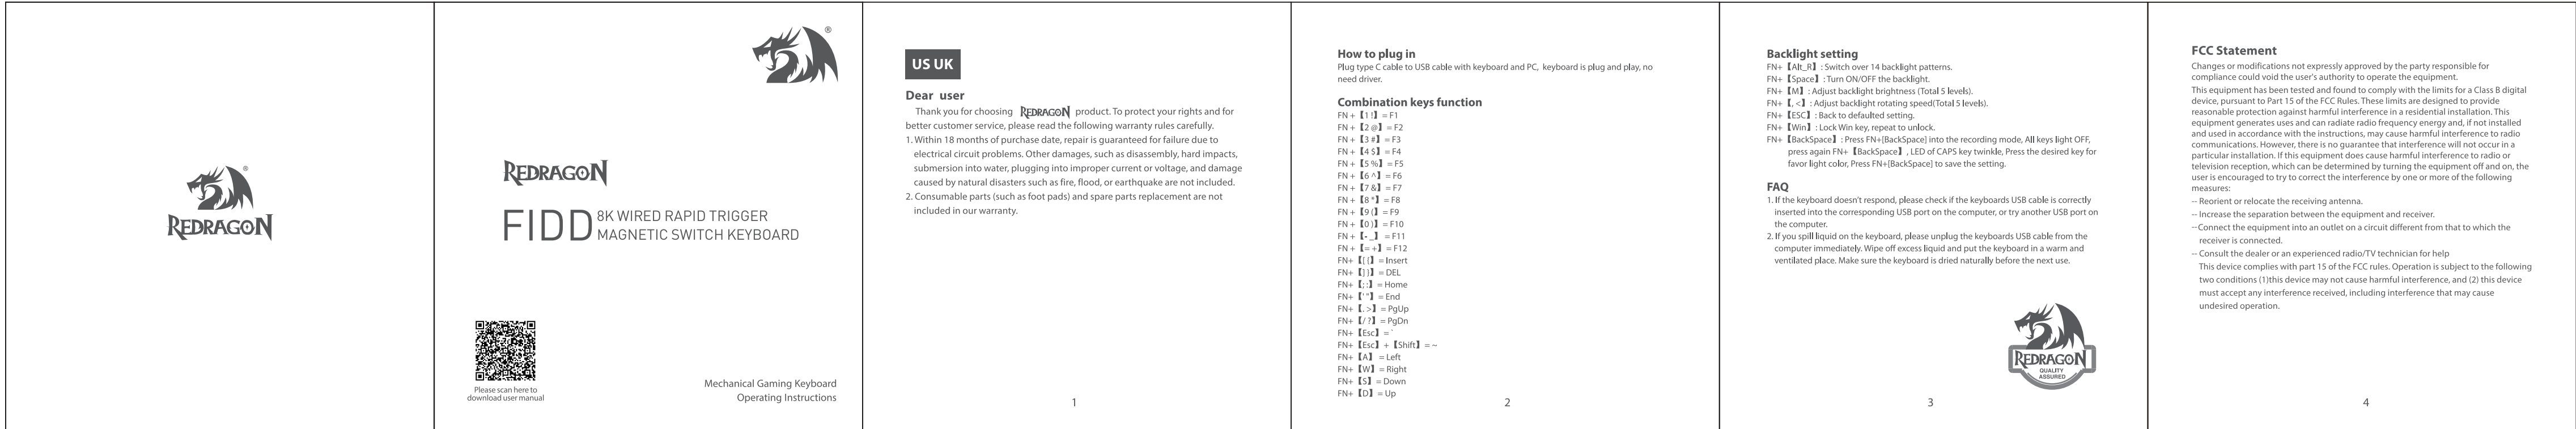 ®
REDRAGON
®
REDRAGON
FIDD 8K WIRED RAPID TRIGGER
MAGNETIC SWITCH KEYBOARD
Please scan here to
download user manual
Mechanical Gaming Keyboard
Operating Instructions
US UK
Dear user
Thank you for choosing REDRAGON product. To protect your rights and for
better customer service, please read the following warranty rules carefully.
1. Within 18 months of purchase date, repair is guaranteed for failure due to
electrical circuit problems. Other damages, such as disassembly, hard impacts,
submersion into water, plugging into improper current or voltage, and damage
caused by natural disasters such as fire, flood, or earthquake are not included.
2. Consumable parts (such as foot pads) and spare parts replacement are not
included in our warranty.
1
How to plug in
Plug type C cable to USB cable with keyboard and PC, keyboard is plug and play, no
need driver.
Combination keys function
FN +【1 !】= F1
FN +【2 @】= F2
FN +【3 #】= F3
FN +【4 $】= F4
FN +【5 %】= F5
FN +【6 ^】= F6
FN +【7 &】= F7
FN +【8 *】= F8
FN +【9 (】= F9
FN +【0 )】= F10
FN +【- _】= F11
FN +【= +】= F12
FN+【[ {】= Insert
FN+【] }】= DEL
FN+【; :】= Home
FN+【' "】= End
FN+【. >】= PgUp
FN+【/ ?】= PgDn
FN+【Esc】= `
FN+【Esc】+【Shift】= ~
FN+【A】= Left
FN+【W】= Right
FN+【S】= Down
FN+【D】= Up
2
Backlight setting
FN+【Alt_R】: Switch over 14 backlight patterns.
FN+【Space】: Turn ON/OFF the backlight.
FN+【M】: Adjust backlight brightness (Total 5 levels).
FN+【, <】: Adjust backlight rotating speed(Total 5 levels).
FN+【ESC】: Back to defaulted setting.
FN+【Win】: Lock Win key, repeat to unlock.
FN+【BackSpace】: Press FN+[BackSpace] into the recording mode, All keys light OFF,
press again FN+【BackSpace】, LED of CAPS key twinkle, Press the desired key for
favor light color, Press FN+[BackSpace] to save the setting.
FAQ
1. If the keyboard doesn't respond, please check if the keyboards USB cable is correctly
inserted into the corresponding USB port on the computer, or try another USB port on
the computer.
2. If you spill liquid on the keyboard, please unplug the keyboards USB cable from the
computer immediately. Wipe off excess liquid and put the keyboard in a warm and
ventilated place. Make sure the keyboard is dried naturally before the next use.
REDRAGON
QUALITY
ASSURED
3
FCC Statement
Changes or modifications not expressly approved by the party responsible for
compliance could void the user's authority to operate the equipment.
This equipment has been tested and found to comply with the limits for a Class B digital
device, pursuant to Part 15 of the FCC Rules. These limits are designed to provide
reasonable protection against harmful interference in a residential installation. This
equipment generates uses and can radiate radio frequency energy and, if not installed
and used in accordance with the instructions, may cause harmful interference to radio
communications. However, there is no guarantee that interference will not occur in a
particular installation. If this equipment does cause harmful interference to radio or
television reception, which can be determined by turning the equipment off and on, the
user is encouraged to try to correct the interference by one or more of the following
measures:
-- Reorient or relocate the receiving antenna.
-- Increase the separation between the equipment and receiver.
--Connect the equipment into an outlet on a circuit different from that to which the
receiver is connected.
-- Consult the dealer or an experienced radio/TV technician for help
This device complies with part 15 of the FCC rules. Operation is subject to the following
two conditions (1)this device may not cause harmful interference, and (2) this device
must accept any interference received, including interference that may cause
undesired operation.
4